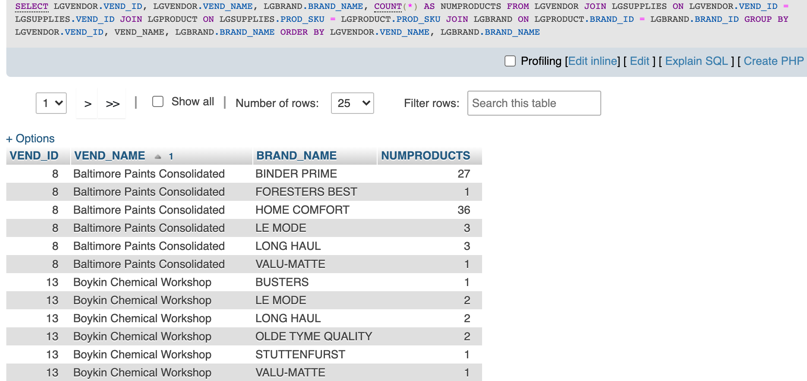 SELECT LGVENDOR.VEND_ID, LGVENDOR.VEND_NAME, LGBRAND.BRAND_NAME, COUNT(*) AS NUMPRODUCTS FROM LGVENDOR JOIN LGSUPPLIES ON LGVENDOR.VEND_ID =
LGSUPPLIES.VEND_ID JOIN LGPRODUCT ON LGSUPPLIES.PROD_SKU = LGPRODUCT.PROD_SKU JOIN LGBRAND ON LGPRODUCT.BRAND_ID = LGBRAND.BRAND_ID GROUP BY
LGVENDOR.VEND_ID, VEND_NAME, LGBRAND.BRAND_NAME ORDER BY LGVENDOR.VEND_NAME, LGBRAND.BRAND_NAME
Profiling [Edit inline] [ Edit ] [ Explain SQL ] [ Create PHP
1 > >> | Show all | Number of rows: 25 Filter rows: Search this table
+ Options
VEND_ID VEND_NAME 1 BRAND_NAME NUMPRODUCTS
8 Baltimore Paints Consolidated BINDER PRIME 27
8 Baltimore Paints Consolidated FORESTERS BEST 1
8 Baltimore Paints Consolidated HOME COMFORT 36
8 Baltimore Paints Consolidated LE MODE 3
8 Baltimore Paints Consolidated LONG HAUL 3
8 Baltimore Paints Consolidated VALU-MATTE 1
13 Boykin Chemical Workshop BUSTERS 1
13 Boykin Chemical Workshop LE MODE 2
13 Boykin Chemical Workshop LONG HAUL 2
13 Boykin Chemical Workshop OLDE TYME QUALITY 2
13 Boykin Chemical Workshop STUTTENFURST 1
13 Boykin Chemical Workshop VALU-MATTE 1